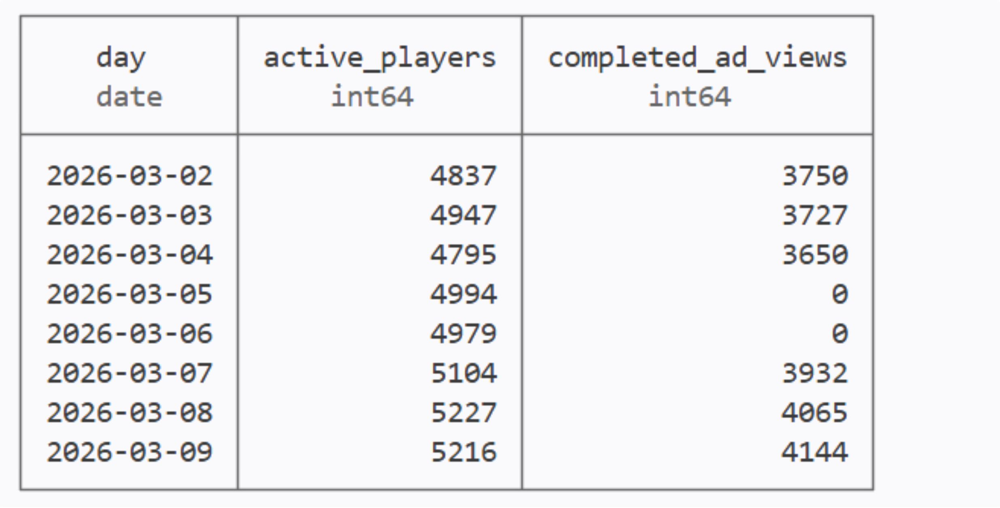 day active_players completed_ad_views
date int64 int64
2026-03-02 4837 3750
2026-03-03 4947 3727
2026-03-04 4795 3650
2026-03-05 4994 0
2026-03-06 4979 0
2026-03-07 5104 3932
2026-03-08 5227 4065
2026-03-09 5216 4144